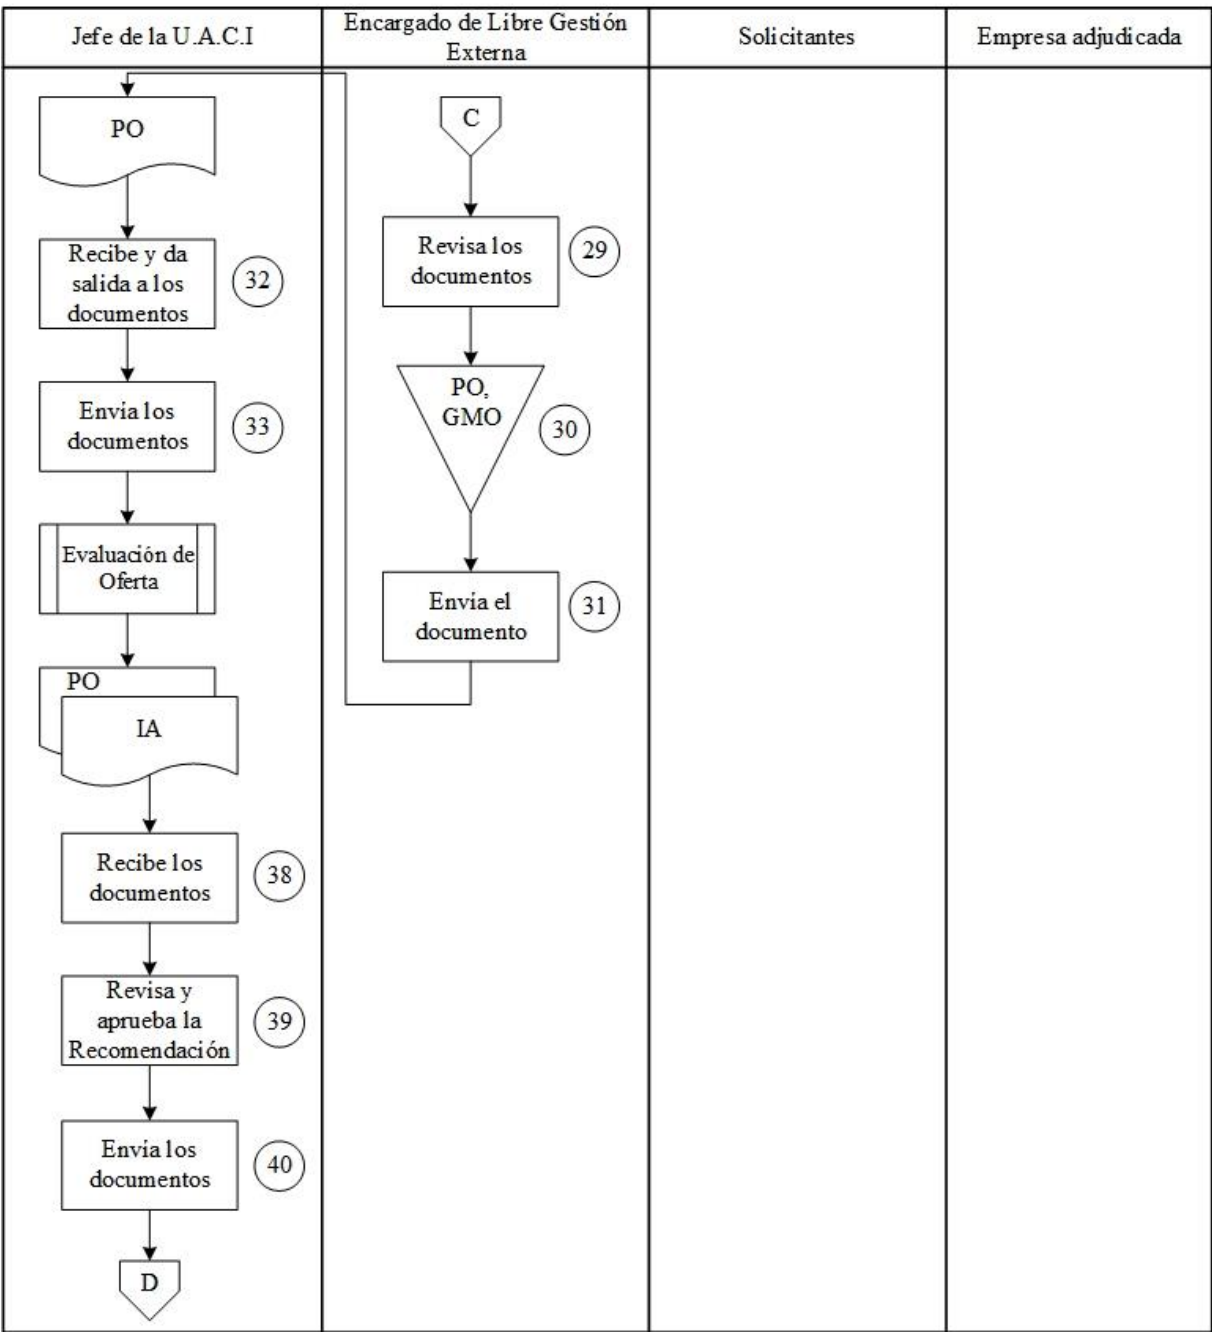 Jefe de la U.A.C.I
Encargado de Libre Gestión
Externa
Solicitantes
Empresa adjudicada
PO
Recibe y da
salida a los
documentos
32
Envía los
documentos
33
Evaluación de
Oferta
PO
IA
Recibe los
documentos
38
Revisa y
aprueba la
Recomendación
39
Envía los
documentos
40
D
C
Revisa los
documentos
29
PO,
GMO
30
Envía el
documento
31